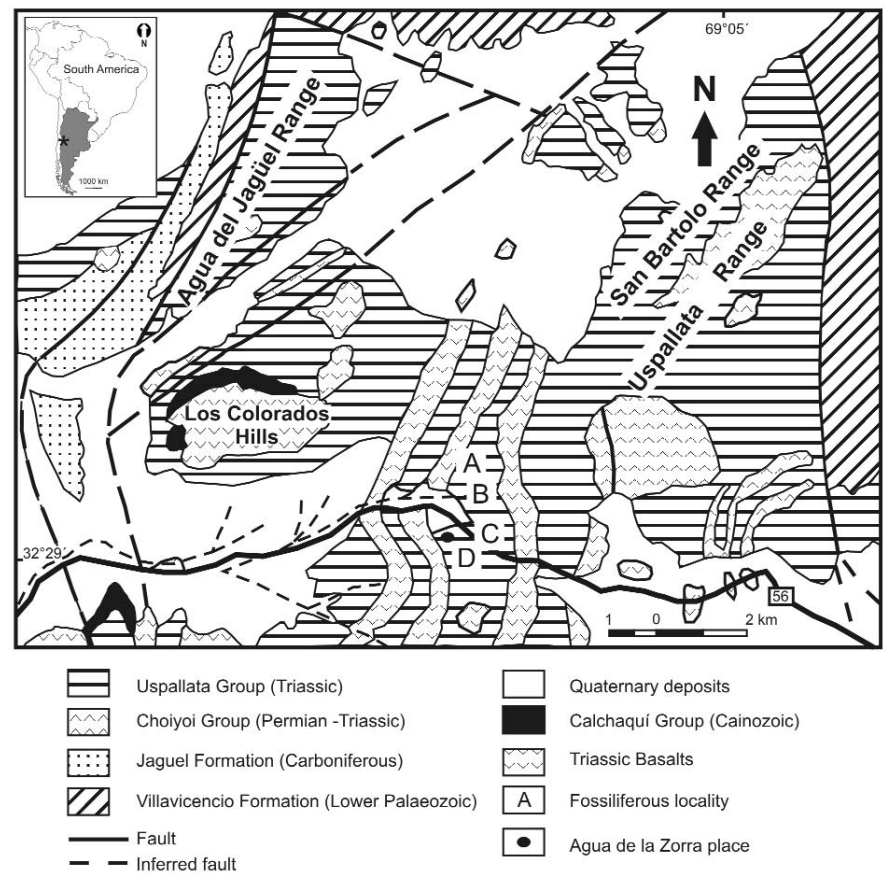 N
South America
*
1000 km
69°05´
N
Agua del Jagüel Range
San Bartolo Range
Uspallata Range
Los Colorados
Hills
A
B
C
D
32°29´
56
1 0 2 km
Uspallata Group (Triassic)
Choiyoi Group (Permian -Triassic)
Jaguel Formation (Carboniferous)
Villavicencio Formation (Lower Palaeozoic)
Fault
Inferred fault
Quaternary deposits
Calchaquí Group (Cainozoic)
Triassic Basalts
A
Fossiliferous locality
Agua de la Zorra place